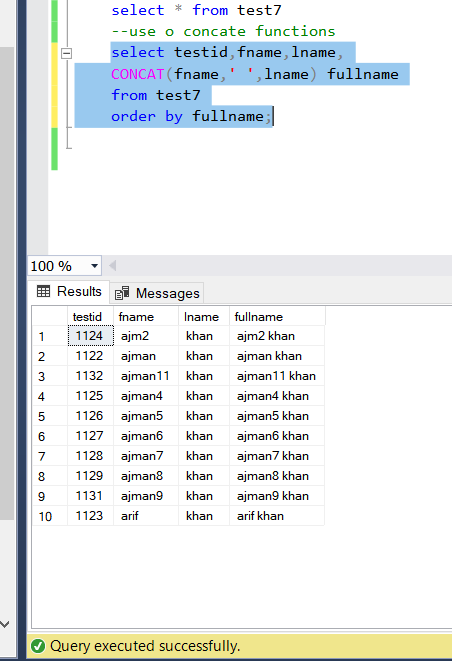 select * from test7
--use o concate functions
select testid,fname,lname,
CONCAT(fname,' ',lname) fullname
from test7
order by fullname;
100 %
Results Messages
testid fname lname fullname
1 1124 ajm2 khan ajm2 khan
2 1122 ajman khan ajman khan
3 1132 ajman11 khan ajman11 khan
4 1125 ajman4 khan ajman4 khan
5 1126 ajman5 khan ajman5 khan
6 1127 ajman6 khan ajman6 khan
7 1128 ajman7 khan ajman7 khan
8 1129 ajman8 khan ajman8 khan
9 1131 ajman9 khan ajman9 khan
10 1123 arif khan arif khan
Query executed successfully.